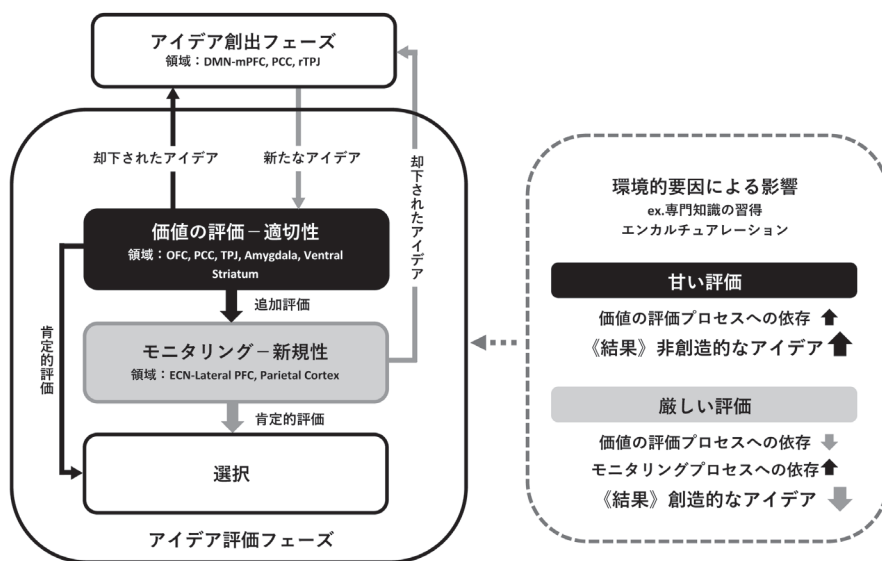 アイデア創出フェーズ
領域：DMN-mPFC, PCC, rTPJ
却下されたアイデア
新たなアイデア
却下されたアイデア
価値の評価－適切性
領域：OFC, PCC, TPJ, Amygdala, Ventral
Striatum
追加評価
肯定的評価
モニタリング－新規性
領域：ECN-Lateral PFC, Parietal Cortex
肯定的評価
選択
アイデア評価フェーズ
環境的要因による影響
ex.専門知識の習得
エンカルチュアレーション
甘い評価
価値の評価プロセスへの依存
《結果》非創造的なアイデア
厳しい評価
価値の評価プロセスへの依存
モニタリングプロセスへの依存
《結果》創造的なアイデア